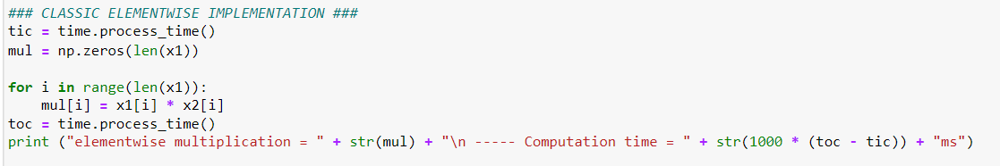 ### CLASSIC ELEMENTWISE IMPLEMENTATION ###
tic = time.process_time()
mul = np.zeros(len(x1))

for i in range(len(x1)):
    mul[i] = x1[i] * x2[i]
toc = time.process_time()
print ("elementwise multiplication = " + str(mul) + "\n ----- Computation time = " + str(1000 * (toc - tic)) + "ms")